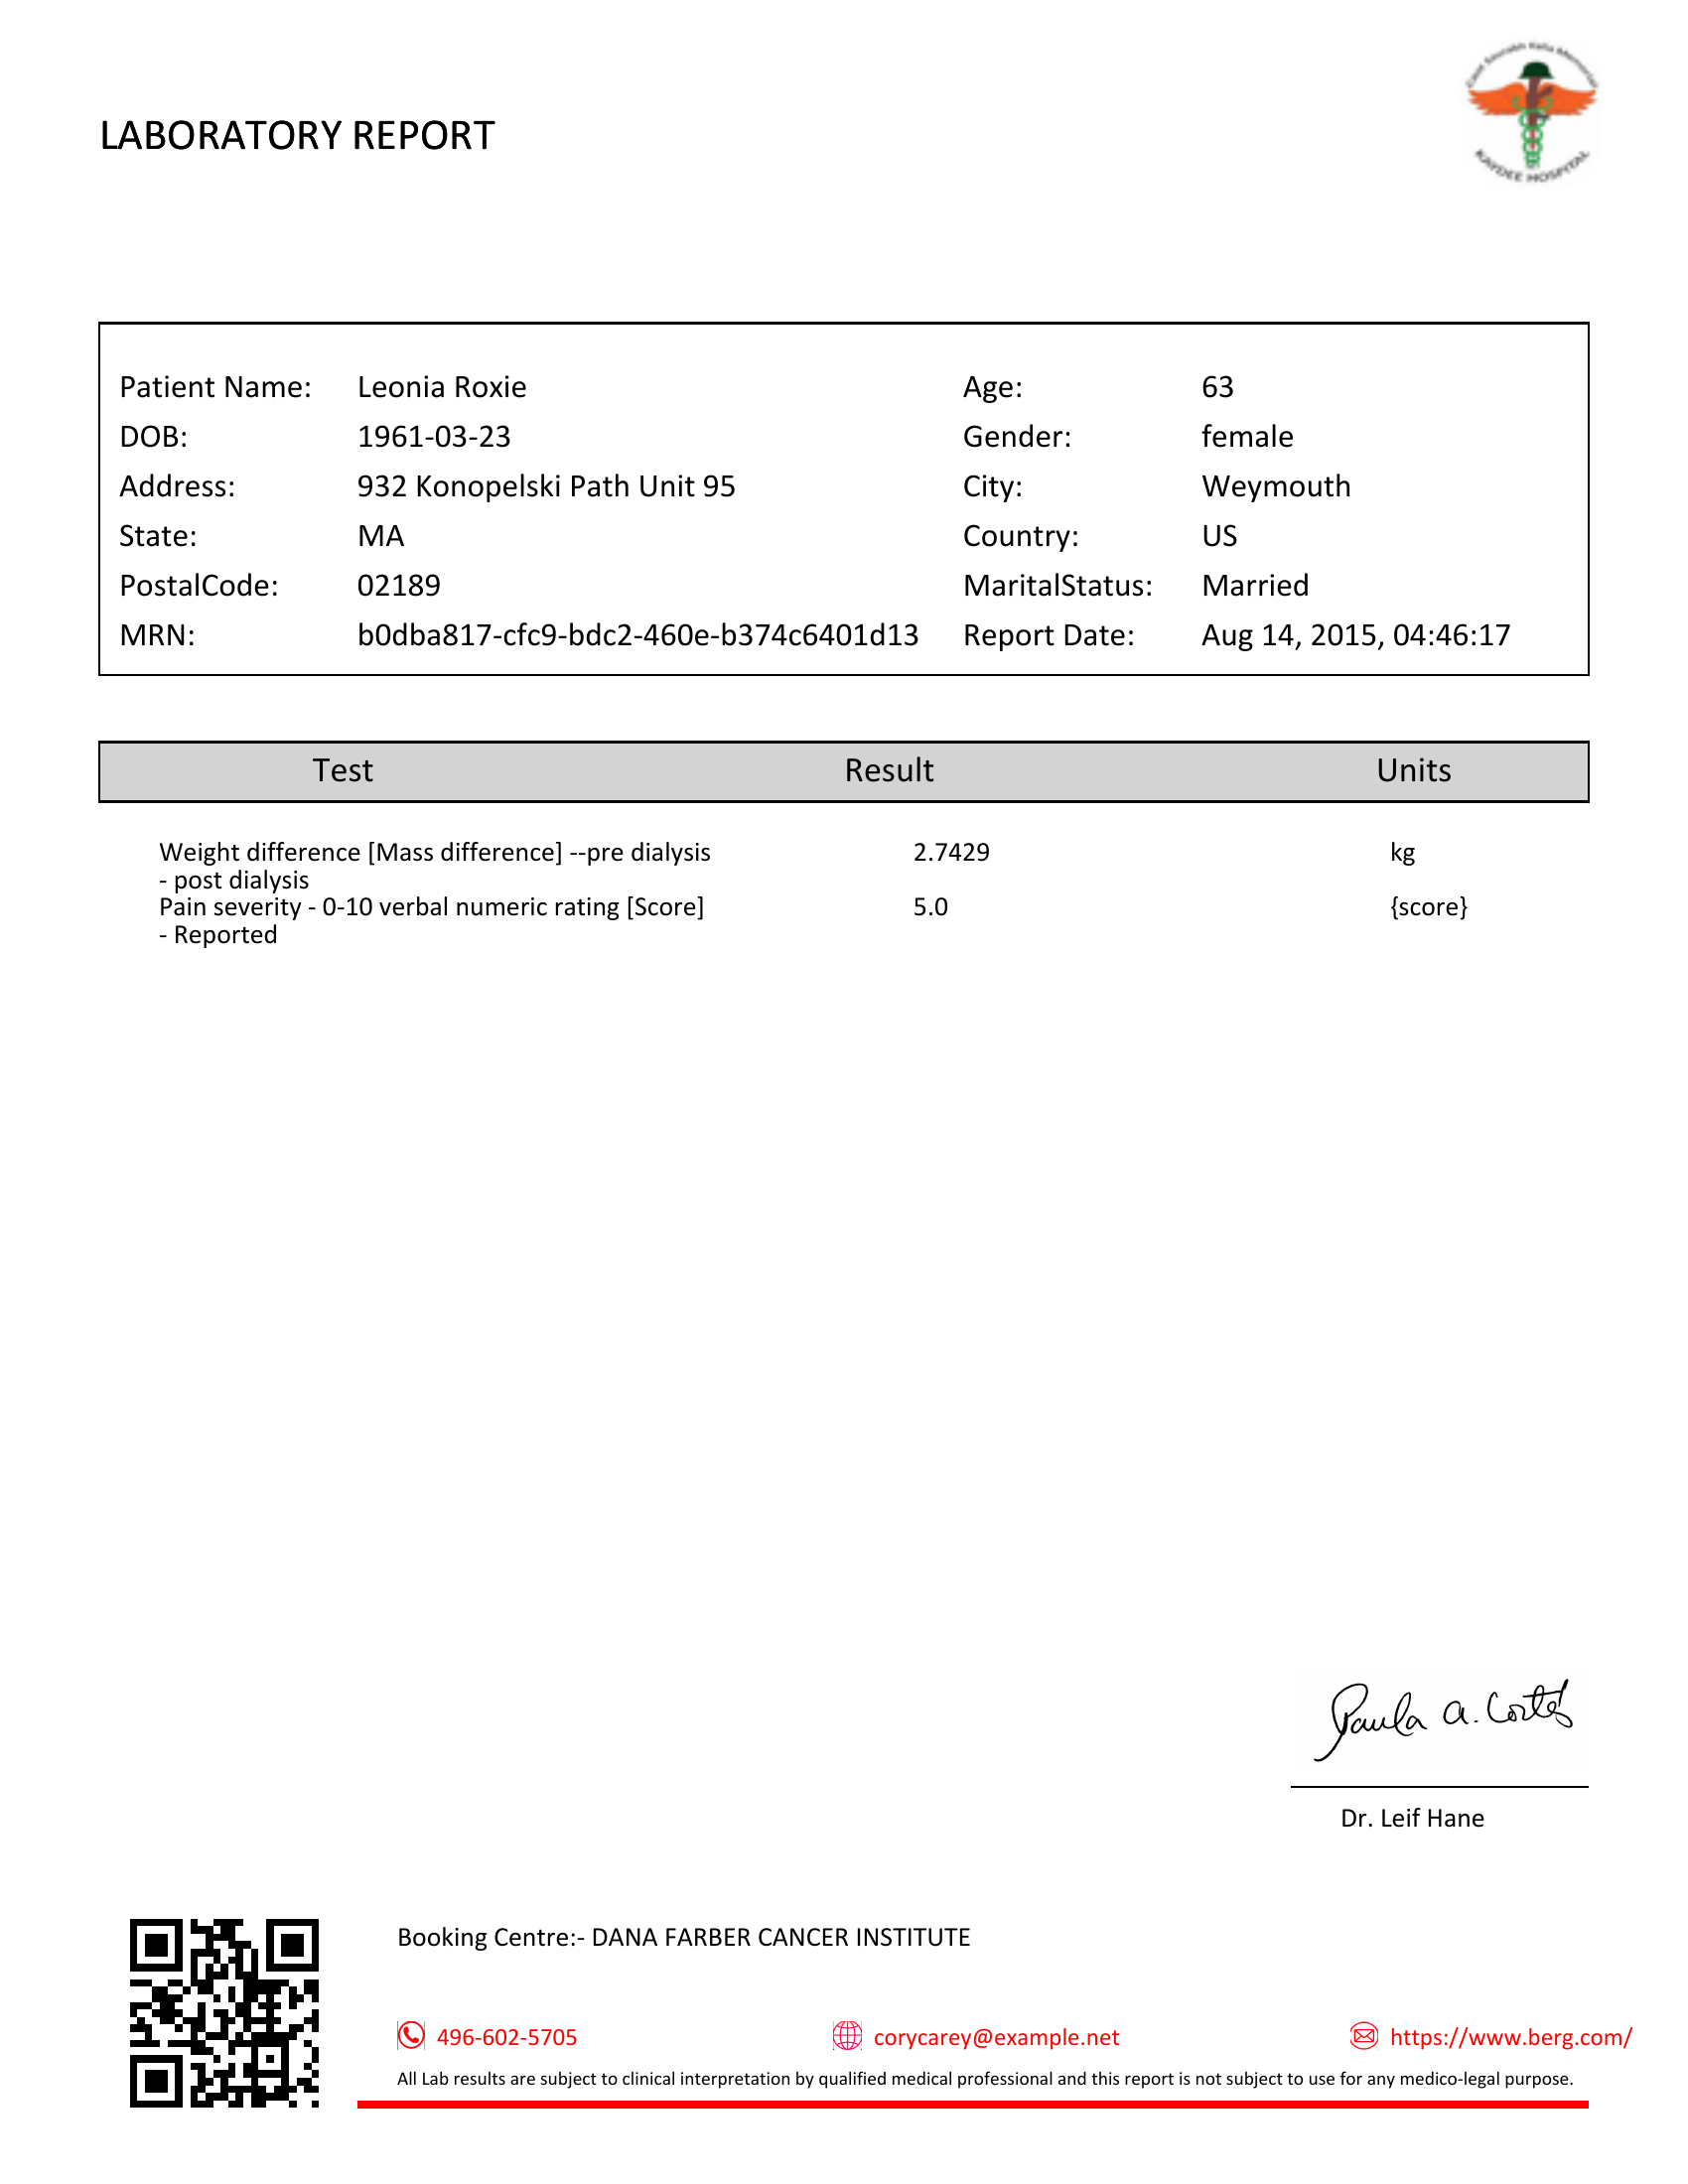 KAYDEE HOSPITAL
LABORATORY REPORT
Patient Name: Leonia Roxie Age: 63
DOB: 1961-03-23 Gender: female
Address: 932 Konopelski Path Unit 95 City: Weymouth
State: MA Country: US
PostalCode: 02189 MaritalStatus: Married
MRN: b0dba817-cfc9-bdc2-460e-b374c6401d13 Report Date: Aug 14, 2015, 04:46:17
Test Result Units
Weight difference [Mass difference] --pre dialysis 2.7429 kg
- post dialysis
Pain severity - 0-10 verbal numeric rating [Score] 5.0 {score}
- Reported
Paula A. Cortes
Dr. Leif Hane
Booking Centre:- DANA FARBER CANCER INSTITUTE
496-602-5705 corycarey@example.net https://www.berg.com/
All Lab results are subject to clinical interpretation by qualified medical professional and this report is not subject to use for any medico-legal purpose.